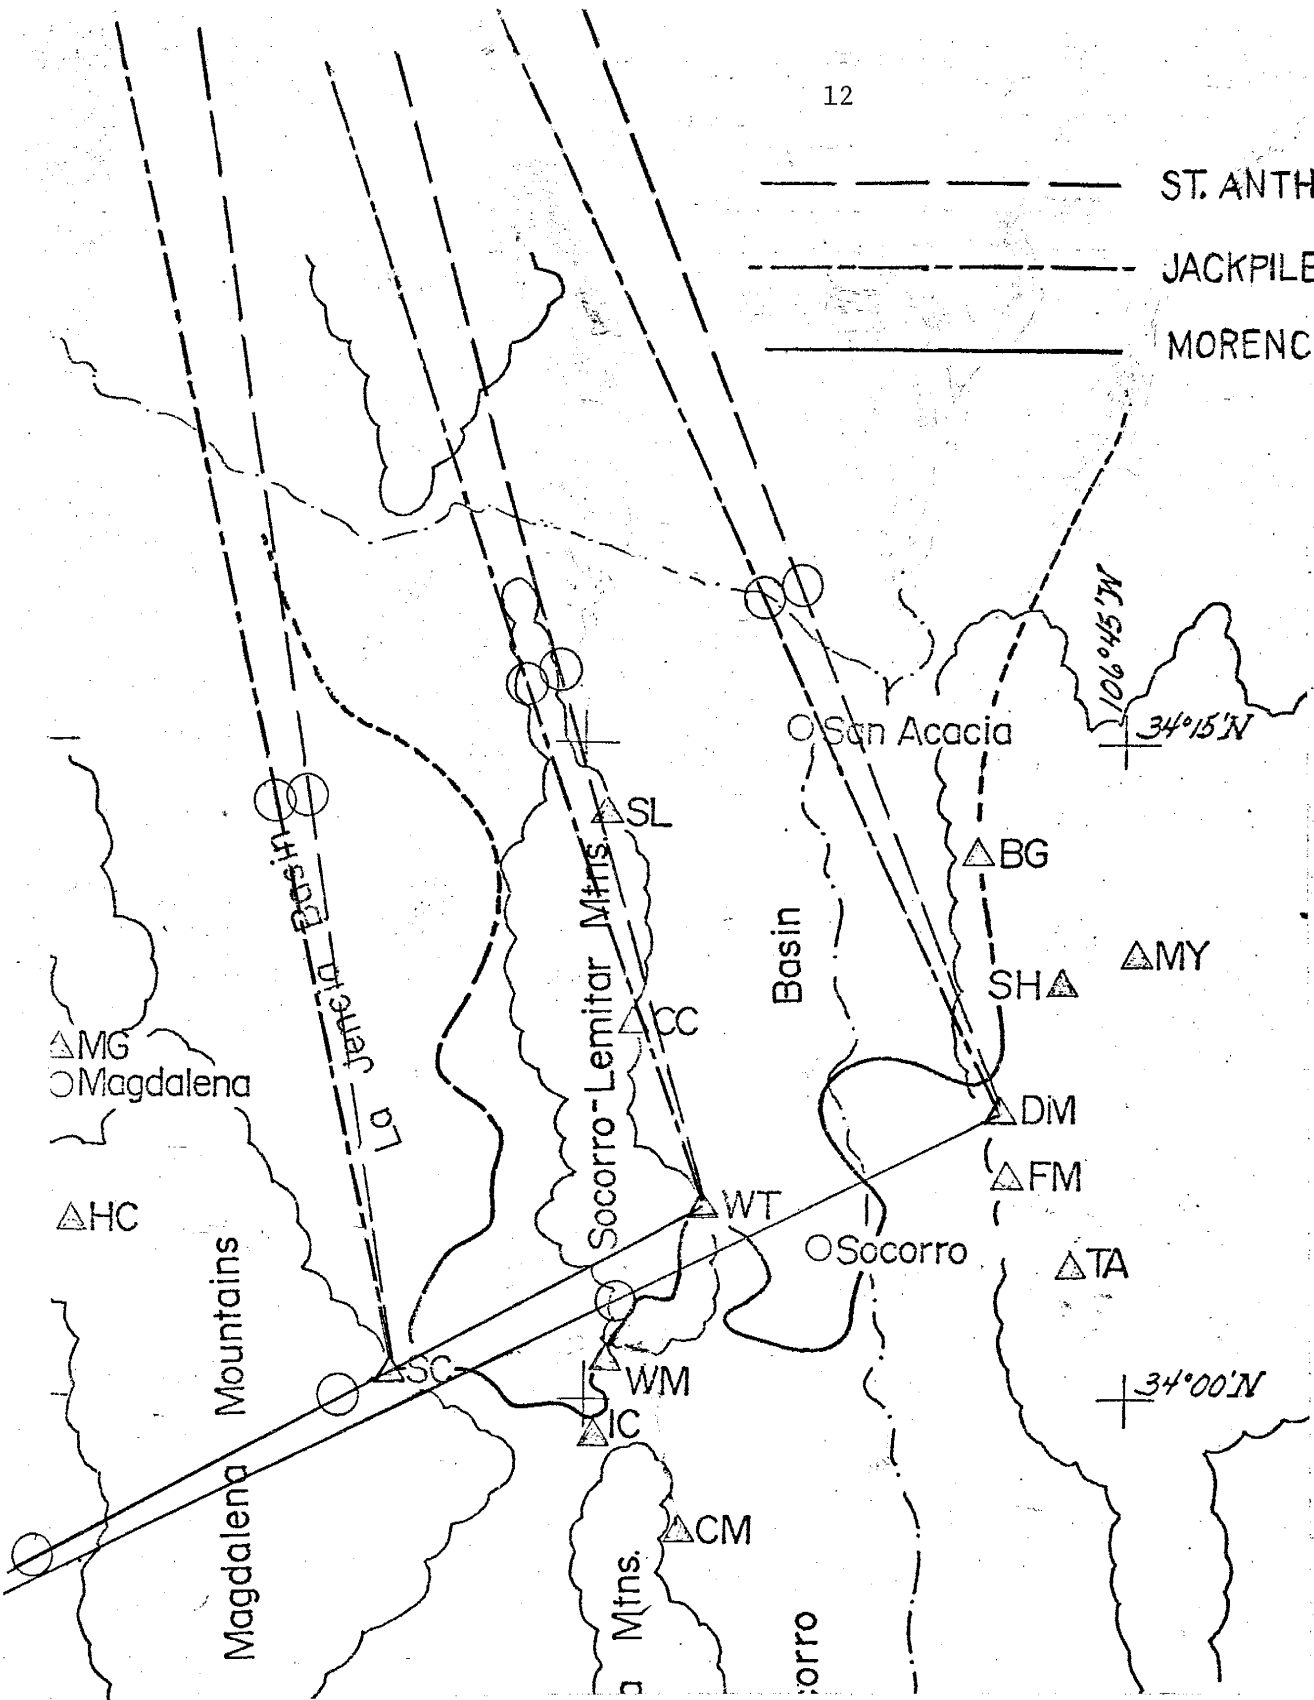 12
ST. ANTH
JACKPILE
MORENC
106°45'W
34°15'N
San Acacia
SL
BG
La Jencia Basin
Socorro-Lemitar Mtns.
Basin
MY
SH
CC
MG
Magdalena
DM
FM
HC
WT
Socorro
TA
Magdalena Mountains
SC
WM
34°00'N
IC
CM
a Mtns.
corro